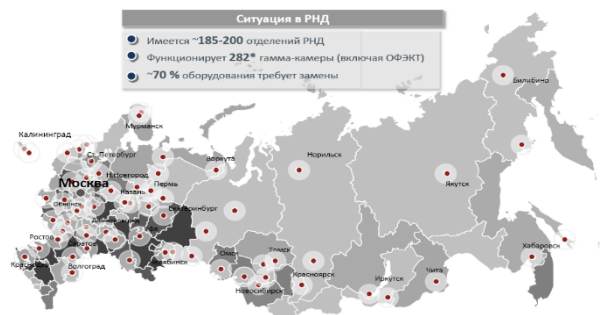 Ситуация в РНД
Имеется ~185-200 отделений РНД
Функционирует 282* гамма-камеры (включая ОФЭКТ)
~70 % оборудования требует замены
Билибино
Мурманск
Калининград
Ст. Петербург
Воркута
Норильск
Москва
Н.Новгород
Пермь
Казань
Якутск
Екатеринбург
Уфа
Ростов
Саратов
Волгоград
Челябинск
Омск
Томск
Новосибирск
Красноярск
Иркутск
Чита
Хабаровск